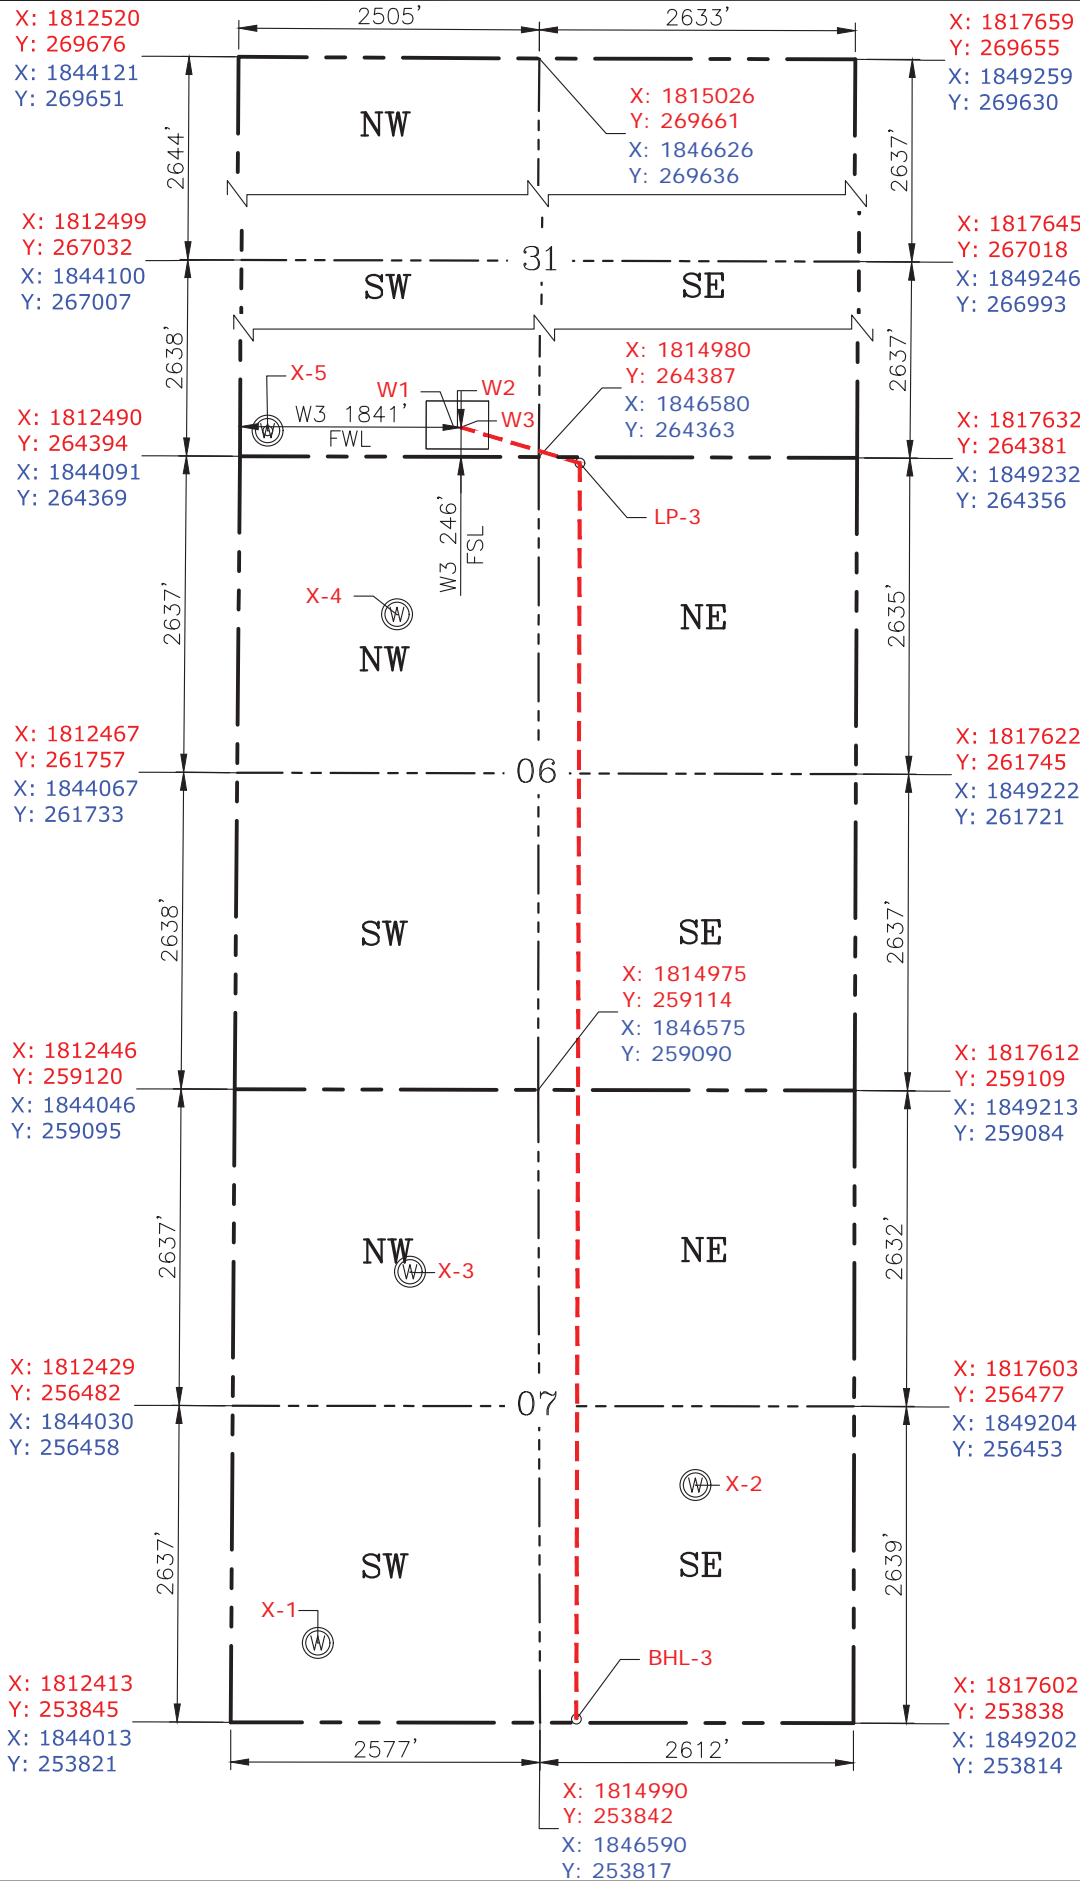 X: 1812520
Y: 269676
X: 1844121
Y: 269651
2505'
2633'
X: 1817659
Y: 269655
X: 1849259
Y: 269630
NW
X: 1815026
Y: 269661
X: 1846626
Y: 269636
2644'
2637'
X: 1812499
Y: 267032
X: 1844100
Y: 267007
31
X: 1817645
Y: 267018
X: 1849246
Y: 266993
SW
SE
2638'
2637'
X-5
W1
W2
W3
W
W3 1841'
FWL
X: 1814980
Y: 264387
X: 1846580
Y: 264363
X: 1812490
Y: 264394
X: 1844091
Y: 264369
X: 1817632
Y: 264381
X: 1849232
Y: 264356
LP-3
W3 246'
FSL
X-4
W
NW
NE
2637'
2635'
X: 1812467
Y: 261757
X: 1844067
Y: 261733
06
X: 1817622
Y: 261745
X: 1849222
Y: 261721
SW
SE
2638'
2637'
X: 1814975
Y: 259114
X: 1846575
Y: 259090
X: 1812446
Y: 259120
X: 1844046
Y: 259095
X: 1817612
Y: 259109
X: 1849213
Y: 259084
NW
NE
W
X-3
2637'
2632'
X: 1812429
Y: 256482
X: 1844030
Y: 256458
07
X: 1817603
Y: 256477
X: 1849204
Y: 256453
W
X-2
SW
SE
2637'
2639'
X-1
W
BHL-3
X: 1812413
Y: 253845
X: 1844013
Y: 253821
X: 1817602
Y: 253838
X: 1849202
Y: 253814
2577'
2612'
X: 1814990
Y: 253842
X: 1846590
Y: 253817